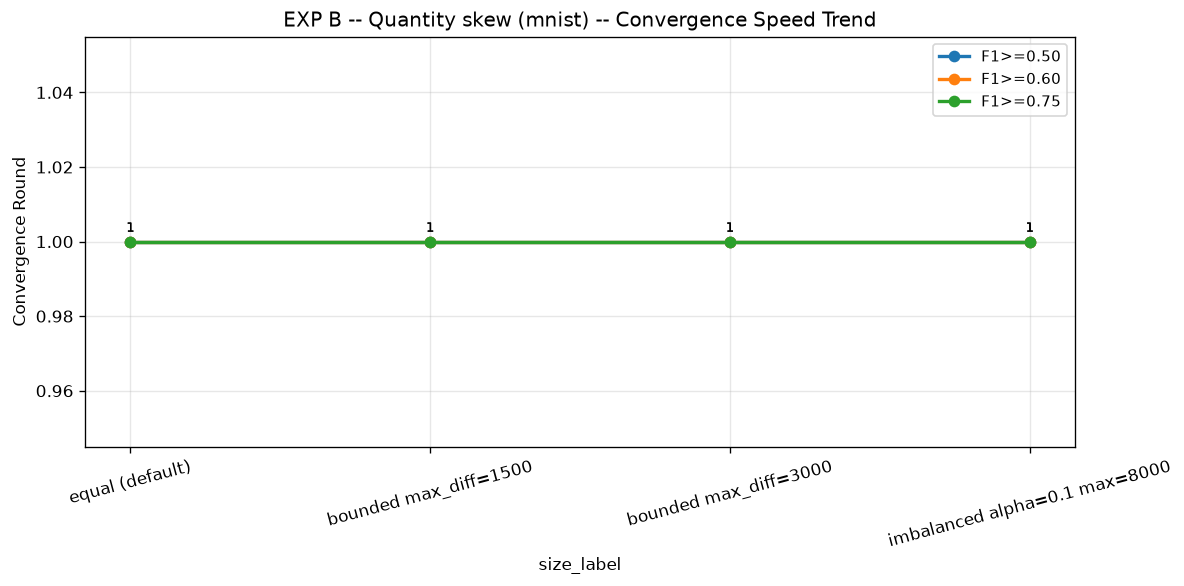 EXP B -- Quantity skew (mnist) -- Convergence Speed Trend
F1>=0.50
F1>=0.60
F1>=0.75
Convergence Round
1.04
1.02
1.00
0.98
0.96
1 1 1 1
equal (default)
bounded max_diff=1500
bounded max_diff=3000
imbalanced alpha=0.1 max=8000
size_label